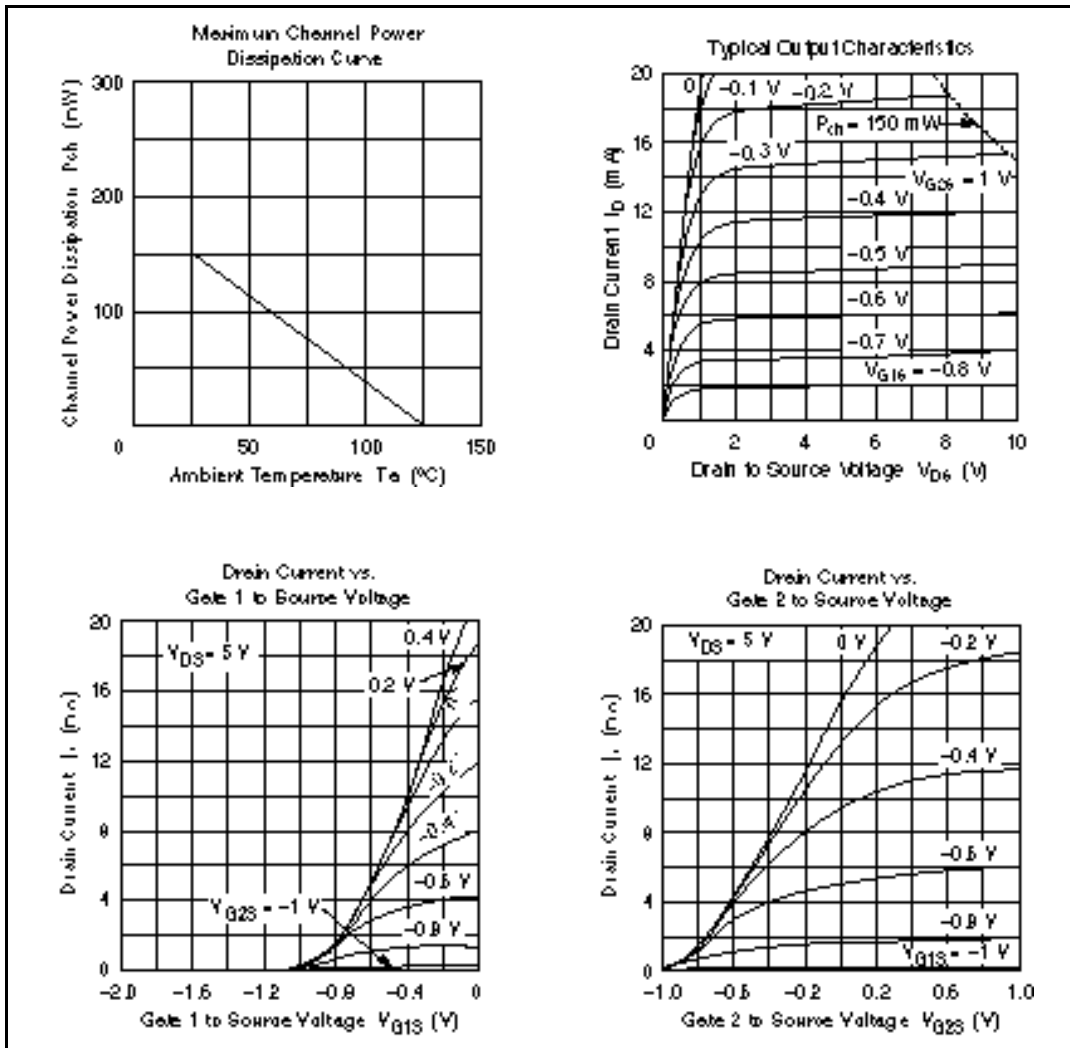 Maximum Channel Power
Dissipation Curve
300
200
100
0
50
100
150
Channel Power Dissipation Pch (mW)
Ambient Temperature Ta (°C)
Typical Output Characteristics
20
16
12
8
4
0
2
4
6
8
10
0
-0.1 V
-0.2 V
Pch = 150 mW
-0.3 V
VG2S = 1 V
-0.4 V
-0.5 V
-0.6 V
-0.7 V
VG1S = -0.8 V
Drain Current ID (mA)
Drain to Source Voltage VDS (V)
Drain Current vs.
Gate 1 to Source Voltage
20
16
12
8
4
0
-2.0
-1.6
-1.2
-0.8
-0.4
0
VDS = 5 V
0.4 V
0.2 V
-0.6 V
VG2S = -1 V
-0.8 V
Drain Current
Gate 1 to Source Voltage VG1S (V)
Drain Current vs.
Gate 2 to Source Voltage
20
16
12
8
4
0
-1.0
-0.6
-0.2
0.2
0.6
1.0
VDS = 5 V
0 V
-0.2 V
-0.4 V
-0.6 V
-0.8 V
VG1S = -1 V
Drain Current
Gate 2 to Source Voltage VG2S (V)